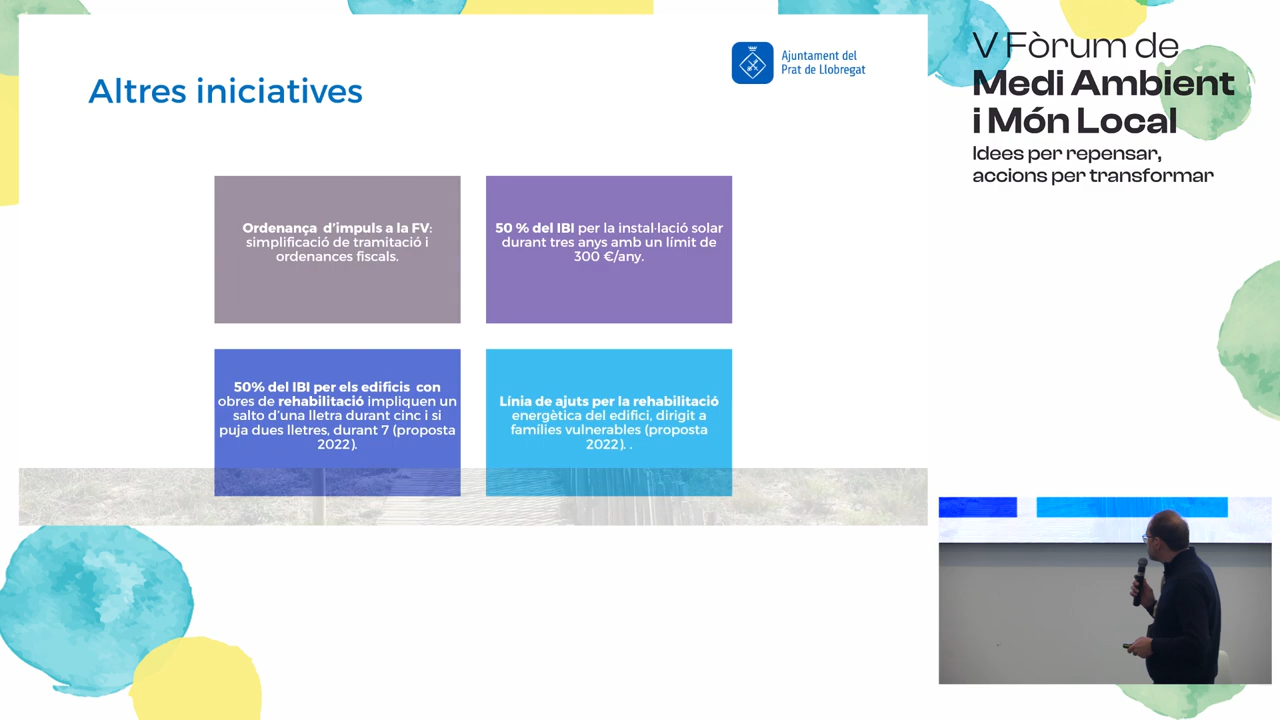 Altres iniciatives
Ajuntament del
Prat de Llobregat
Ordenança  d'impuls a la FV:
simplificació de tramitació i
ordenances fiscals.
50 % del IBI per la instal·lació solar
durant tres anys amb un límit de
300 €/any.
50% del IBI per els edificis  con
obres de rehabilitació impliquen un
salto d'una lletra durant cinc i si
puja dues lletres, durant 7 (proposta
2022).
Línia de ajuts per la rehabilitació
energètica del edifici, dirigit a
famílies vulnerables (proposta
2022). .
V Fòrum de
Medi Ambient
i Món Local
Idees per repensar,
accions per transformar